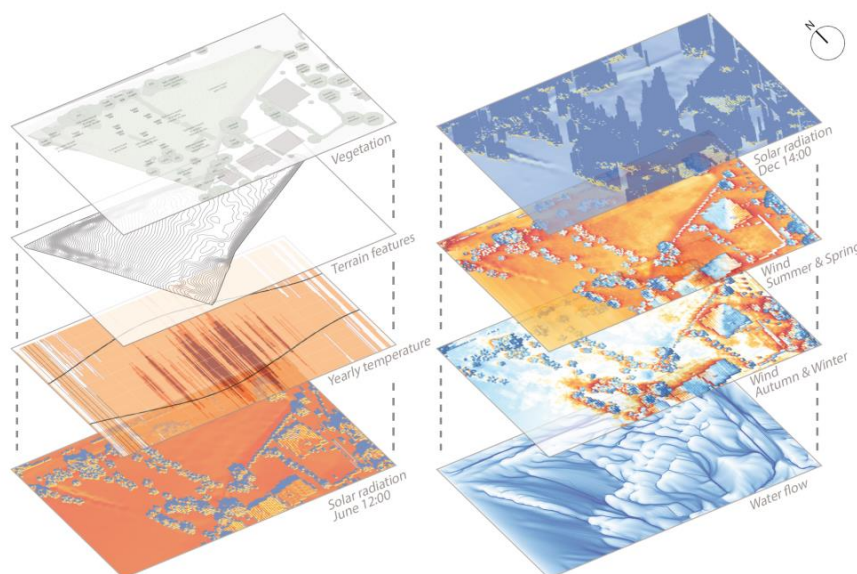 N
Vegetation
Terrain features
Yearly temperature
Solar radiation
June 12:00
Solar radiation
Dec 14:00
Wind
Summer & Spring
Wind
Autumn & Winter
Water flow